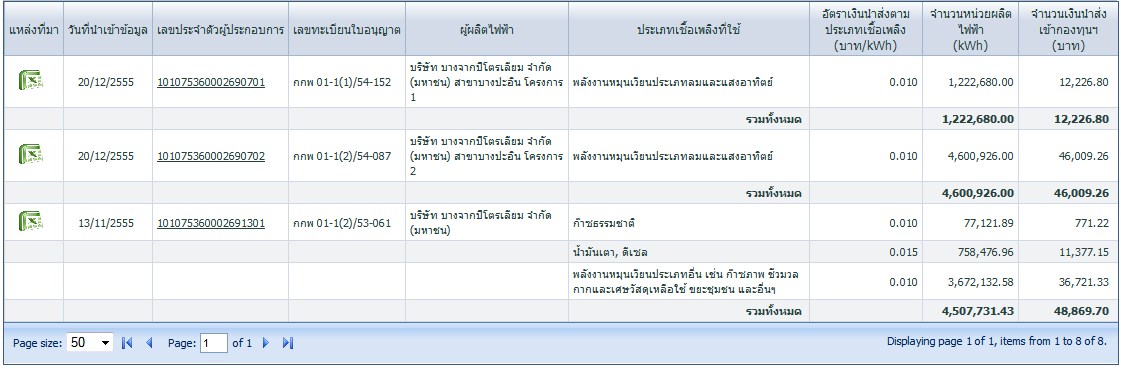 แหล่งที่มา วันที่นำเข้าข้อมูล เลขประจำตัวผู้ประกอบการ เลขทะเบียนใบอนุญาต ผู้ผลิตไฟฟ้า ประเภทเชื้อเพลิงที่ใช้ อัตราเงินนำส่งตามประเภทเชื้อเพลิง (บาท/kWh) จำนวนหน่วยผลิตไฟฟ้า (kWh) จำนวนเงินนำส่งเข้ากองทุนฯ (บาท)
20/12/2555 101075360002690701 กกพ 01-1(1)/54-152 บริษัท บางจากปิโตรเลียม จำกัด (มหาชน) สาขาบางปะอิน โครงการ 1 พลังงานหมุนเวียนประเภทลมและแสงอาทิตย์ 0.010 1,222,680.00 12,226.80
รวมทั้งหมด 1,222,680.00 12,226.80
20/12/2555 101075360002690702 กกพ 01-1(2)/54-087 บริษัท บางจากปิโตรเลียม จำกัด (มหาชน) สาขาบางปะอิน โครงการ 2 พลังงานหมุนเวียนประเภทลมและแสงอาทิตย์ 0.010 4,600,926.00 46,009.26
รวมทั้งหมด 4,600,926.00 46,009.26
13/11/2555 101075360002691301 กกพ 01-1(2)/53-061 บริษัท บางจากปิโตรเลียม จำกัด (มหาชน) ก๊าซธรรมชาติ 0.010 77,121.89 771.22
น้ำมันเตา, ดีเซล 0.015 758,476.96 11,377.15
พลังงานหมุนเวียนประเภทอื่น เช่น ก๊าซภาพ ชีวมวล กากและเศษวัสดุเหลือใช้ ขยะชุมชน และอื่นๆ 0.010 3,672,132.58 36,721.33
รวมทั้งหมด 4,507,731.43 48,869.70
Page size: 50 Page: 1 of 1 Displaying page 1 of 1, items from 1 to 8 of 8.